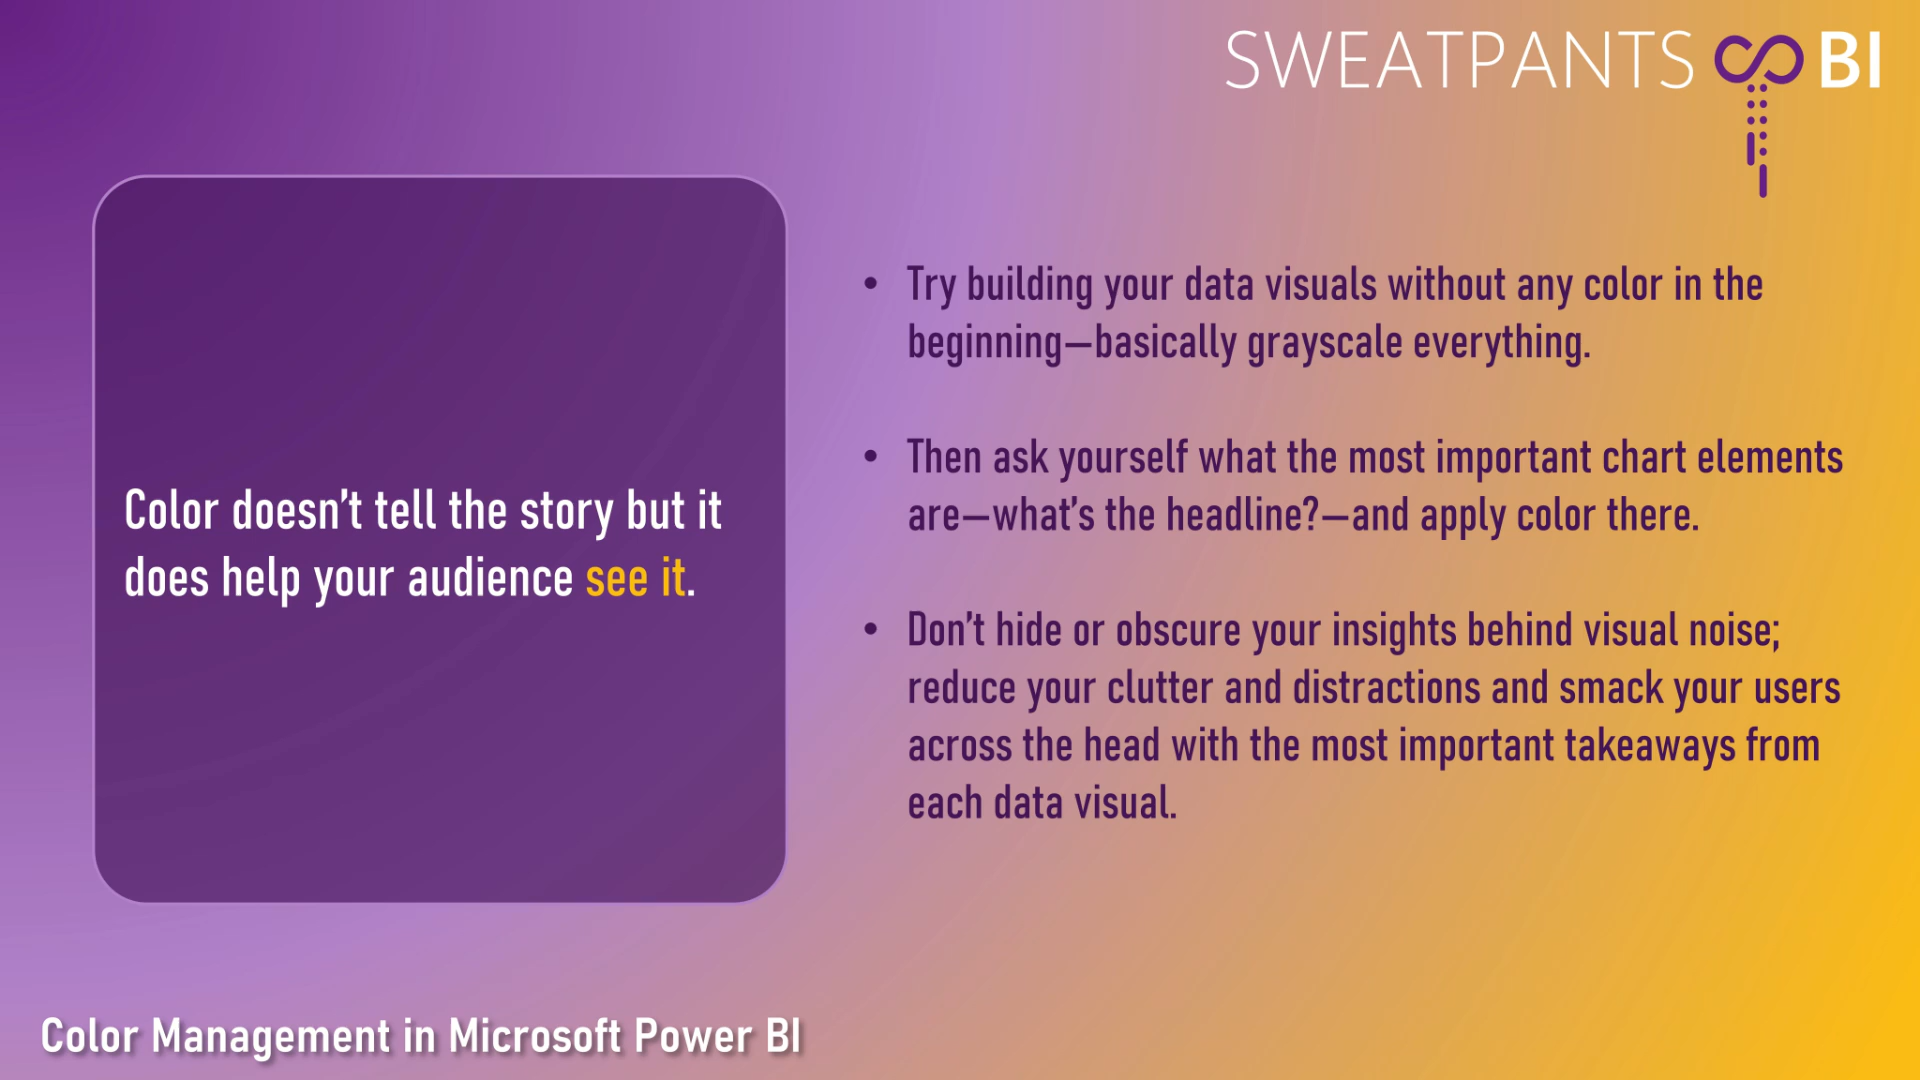 SWEATPANTS BI
Color doesn’t tell the story but it
does help your audience see it.
• Try building your data visuals without any color in the
beginning—basically grayscale everything.
• Then ask yourself what the most important chart elements
are—what’s the headline?—and apply color there.
• Don’t hide or obscure your insights behind visual noise;
reduce your clutter and distractions and smack your users
across the head with the most important takeaways from
each data visual.
Color Management in Microsoft Power BI